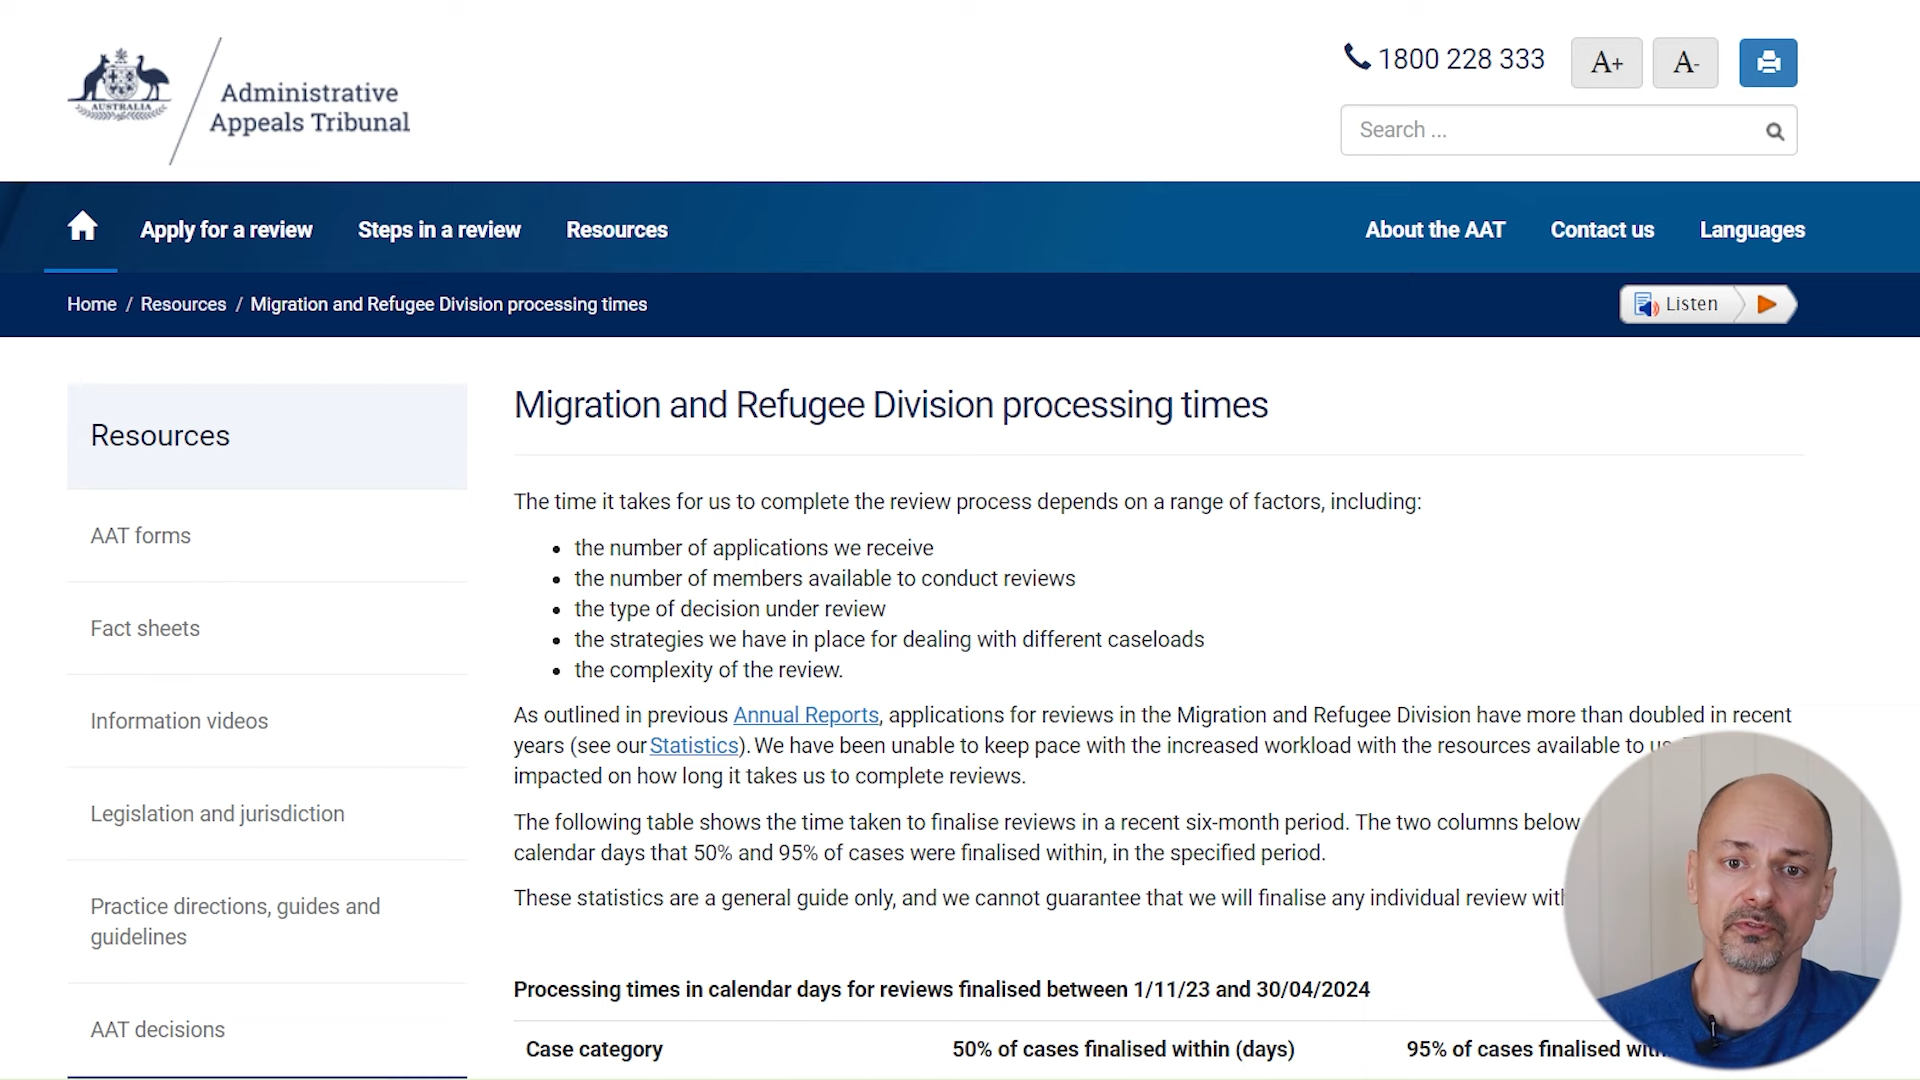 AUSTRALIA
Administrative
Appeals Tribunal
1800 228 333
A+
A-
Search ...
Apply for a review
Steps in a review
Resources
About the AAT
Contact us
Languages
Home / Resources / Migration and Refugee Division processing times
Listen
Resources
AAT forms
Fact sheets
Information videos
Legislation and jurisdiction
Practice directions, guides and
guidelines
AAT decisions
Migration and Refugee Division processing times
The time it takes for us to complete the review process depends on a range of factors, including:
• the number of applications we receive
• the number of members available to conduct reviews
• the type of decision under review
• the strategies we have in place for dealing with different caseloads
• the complexity of the review.
As outlined in previous Annual Reports, applications for reviews in the Migration and Refugee Division have more than doubled in recent
years (see our Statistics). We have been unable to keep pace with the increased workload with the resources available to us
impacted on how long it takes us to complete reviews.
The following table shows the time taken to finalise reviews in a recent six-month period. The two columns below
calendar days that 50% and 95% of cases were finalised within, in the specified period.
These statistics are a general guide only, and we cannot guarantee that we will finalise any individual review
Processing times in calendar days for reviews finalised between 1/11/23 and 30/04/2024
Case category
50% of cases finalised within (days)
95% of cases finalised